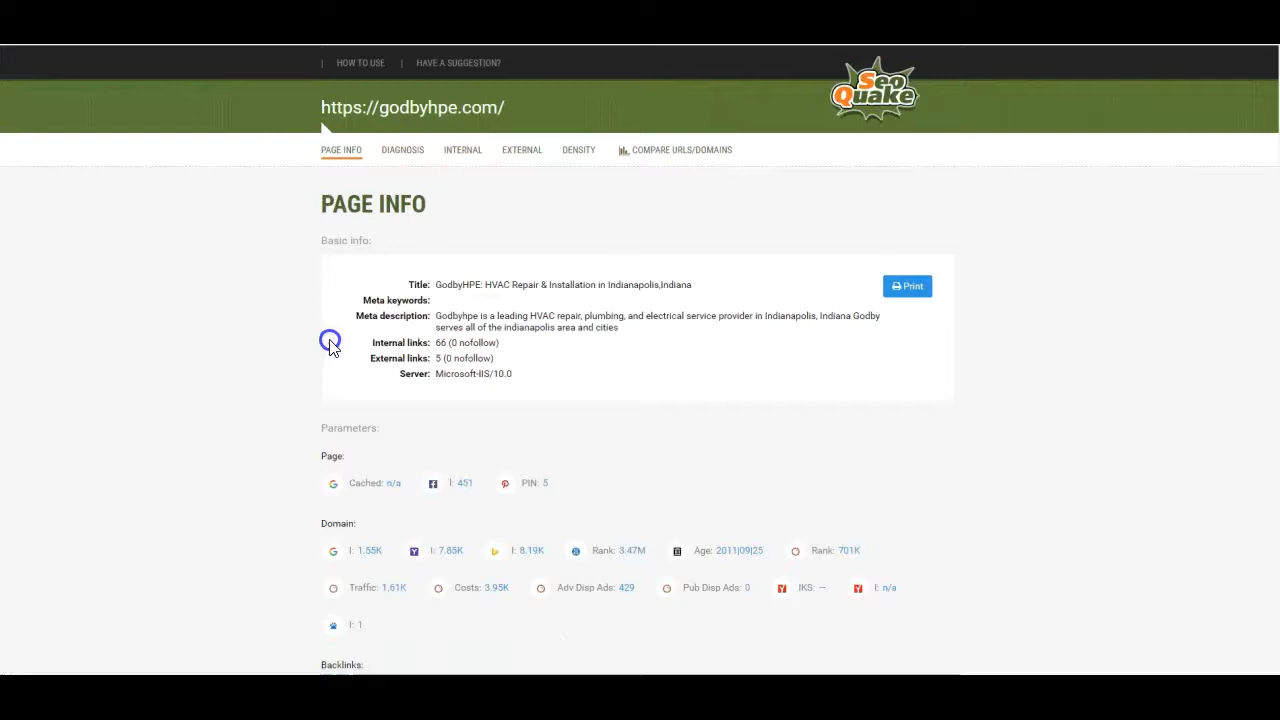 | HOW TO USE | HAVE A SUGGESTION?
Seo Quake
https://godbyhpe.com/
PAGE INFO DIAGNOSIS INTERNAL EXTERNAL DENSITY COMPARE URLS/DOMAINS
PAGE INFO
Basic info:
Title: GodbyHPE: HVAC Repair & Installation in Indianapolis,Indiana
Print
Meta keywords:
Meta description: Godbyhpe is a leading HVAC repair, plumbing, and electrical service provider in Indianapolis, Indiana Godby
serves all of the indianapolis area and cities
Internal links: 66 (0 nofollow)
External links: 5 (0 nofollow)
Server: Microsoft-IIS/10.0
Parameters:
Page:
Cached: n/a I: 451 PIN: 5
Domain:
I: 1.55K I: 7.85K I: 8.19K Rank: 3.47M Age: 2011|09|25 Rank: 701K
Traffic: 1.61K Costs: 3.95K Adv Disp Ads: 429 Pub Disp Ads: 0 IKS: — I: n/a
I: 1
Backlinks: